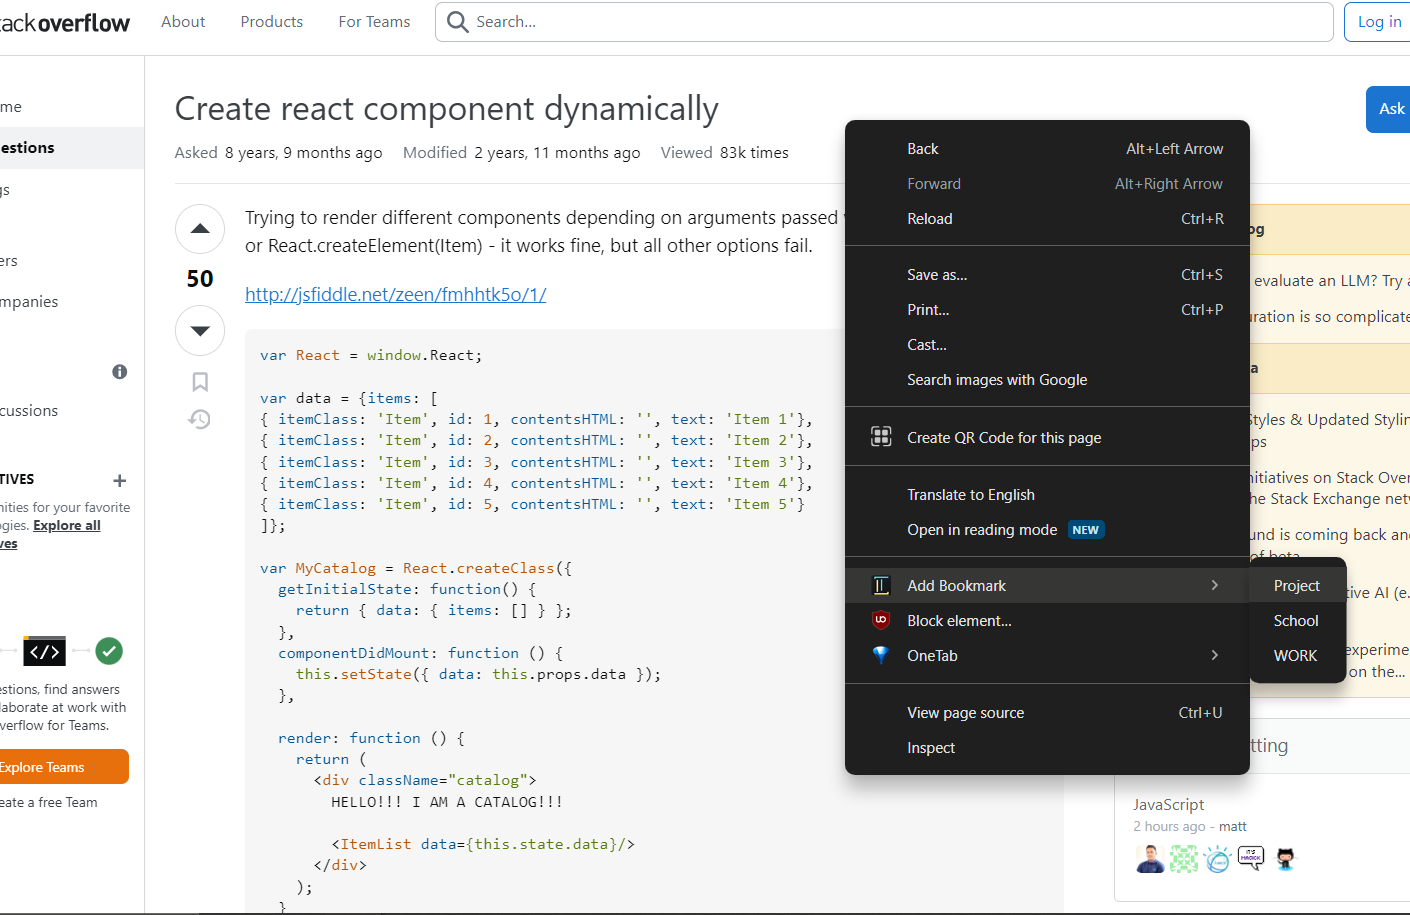 tackoverflow
About
Products
For Teams
Search...
Log in
me
estions
gs
ers
mpanies
cussions
TIVES
nities for your favorite
ogies. Explore all
ves
</>
estions, find answers
laborate at work with
verflow for Teams.
Explore Teams
eate a free Team
Create react component dynamically
Ask
Asked 8 years, 9 months ago Modified 2 years, 11 months ago Viewed 83k times
50
Trying to render different components depending on arguments passed
or React.createElement(Item) - it works fine, but all other options fail.
http://jsfiddle.net/zeen/fmhhtk5o/1/
var React = window.React;
var data = {items: [
{ itemClass: 'Item', id: 1, contentsHTML: '', text: 'Item 1'},
{ itemClass: 'Item', id: 2, contentsHTML: '', text: 'Item 2'},
{ itemClass: 'Item', id: 3, contentsHTML: '', text: 'Item 3'},
{ itemClass: 'Item', id: 4, contentsHTML: '', text: 'Item 4'},
{ itemClass: 'Item', id: 5, contentsHTML: '', text: 'Item 5'}
]};
var MyCatalog = React.createClass({
getInitialState: function() {
return { data: { items: [] } };
},
componentDidMount: function () {
this.setState({ data: this.props.data });
},
render: function () {
return (
<div className="catalog">
HELLO!!! I AM A CATALOG!!!
<ItemList data={this.state.data}/>
</div>
);
}
Back Alt+Left Arrow
Forward Alt+Right Arrow
Reload Ctrl+R
Save as... Ctrl+S
Print... Ctrl+P
Cast...
Search images with Google
Create QR Code for this page
Translate to English
Open in reading mode NEW
Add Bookmark
Block element...
OneTab
View page source Ctrl+U
Inspect
Project
School
WORK
og
evaluate an LLM? Try a
uration is so complicate
a
Styles & Updated Stylin
ps
nitiatives on Stack Over
he Stack Exchange netw
und is coming back and
of beta
tive AI (e.
experime
on the...
tting
JavaScript
2 hours ago - matt
IT'S
MAGICK